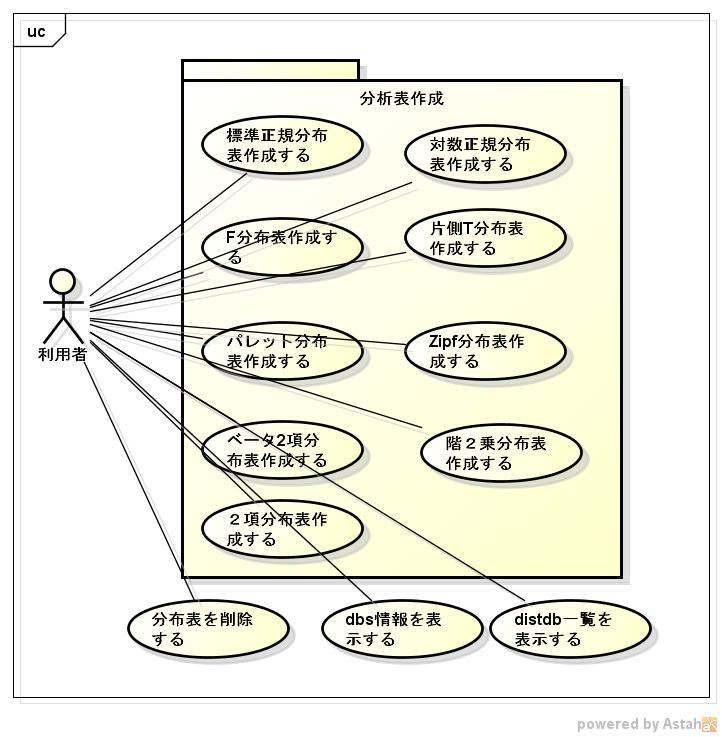 uc
分析表作成
標準正規分布
表作成する
対数正規分布
表作成する
F分布表作成す
る
片側T分布表
作成する
利用者
パレット分布
表作成する
Zipf分布表作
成する
ベータ2項分
布表作成する
階２乗分布表
作成する
２項分布表作
成する
分布表を削除
する
dbs情報を表
示する
distdb一覧を
表示する
powered by Astah